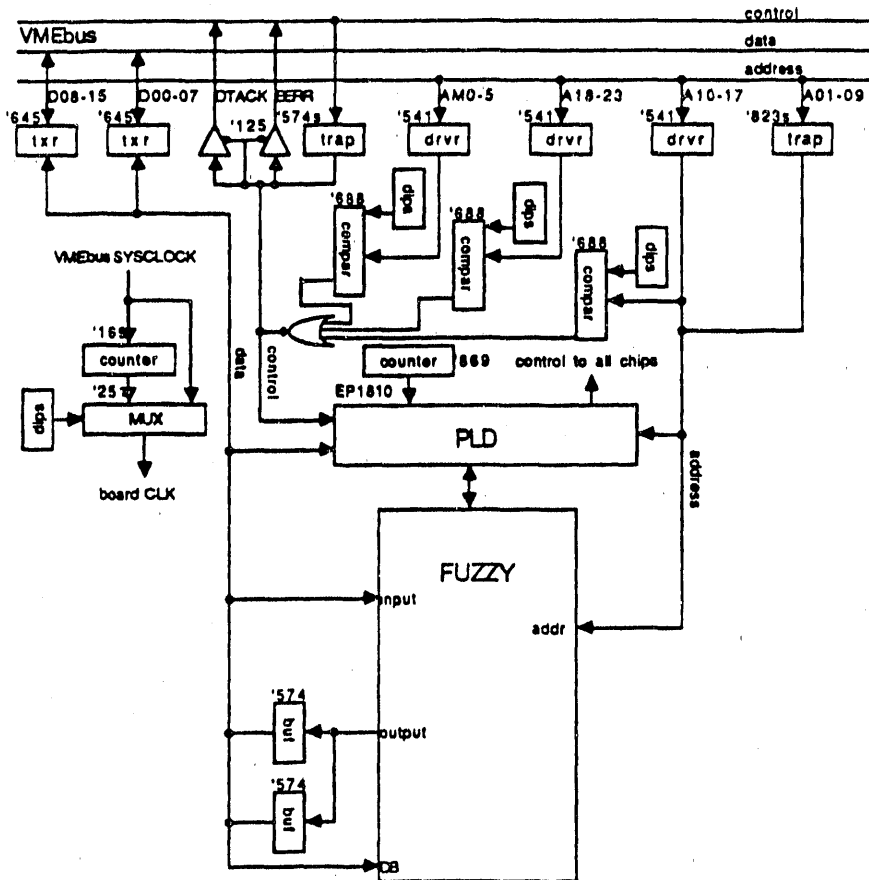 control
VMEbus
data
address
D08-15 D00-07 DTACK BERR AM0-5 A18-23 A10-17 A01-09
'645 '645 '125 '574s '541 '541 '541 '823s
txr txr trap drvr drvr drvr trap
'688 dips
compar
'688 dips
compar
'688 dips
compar
VMEbus SYSCLOCK
'169
counter
'257
MUX
dips
board CLK
data
control
counter '869
control to all chips
EP1810
PLD
address
FUZZY
input
addr
'574
buf
output
'574
buf
DB